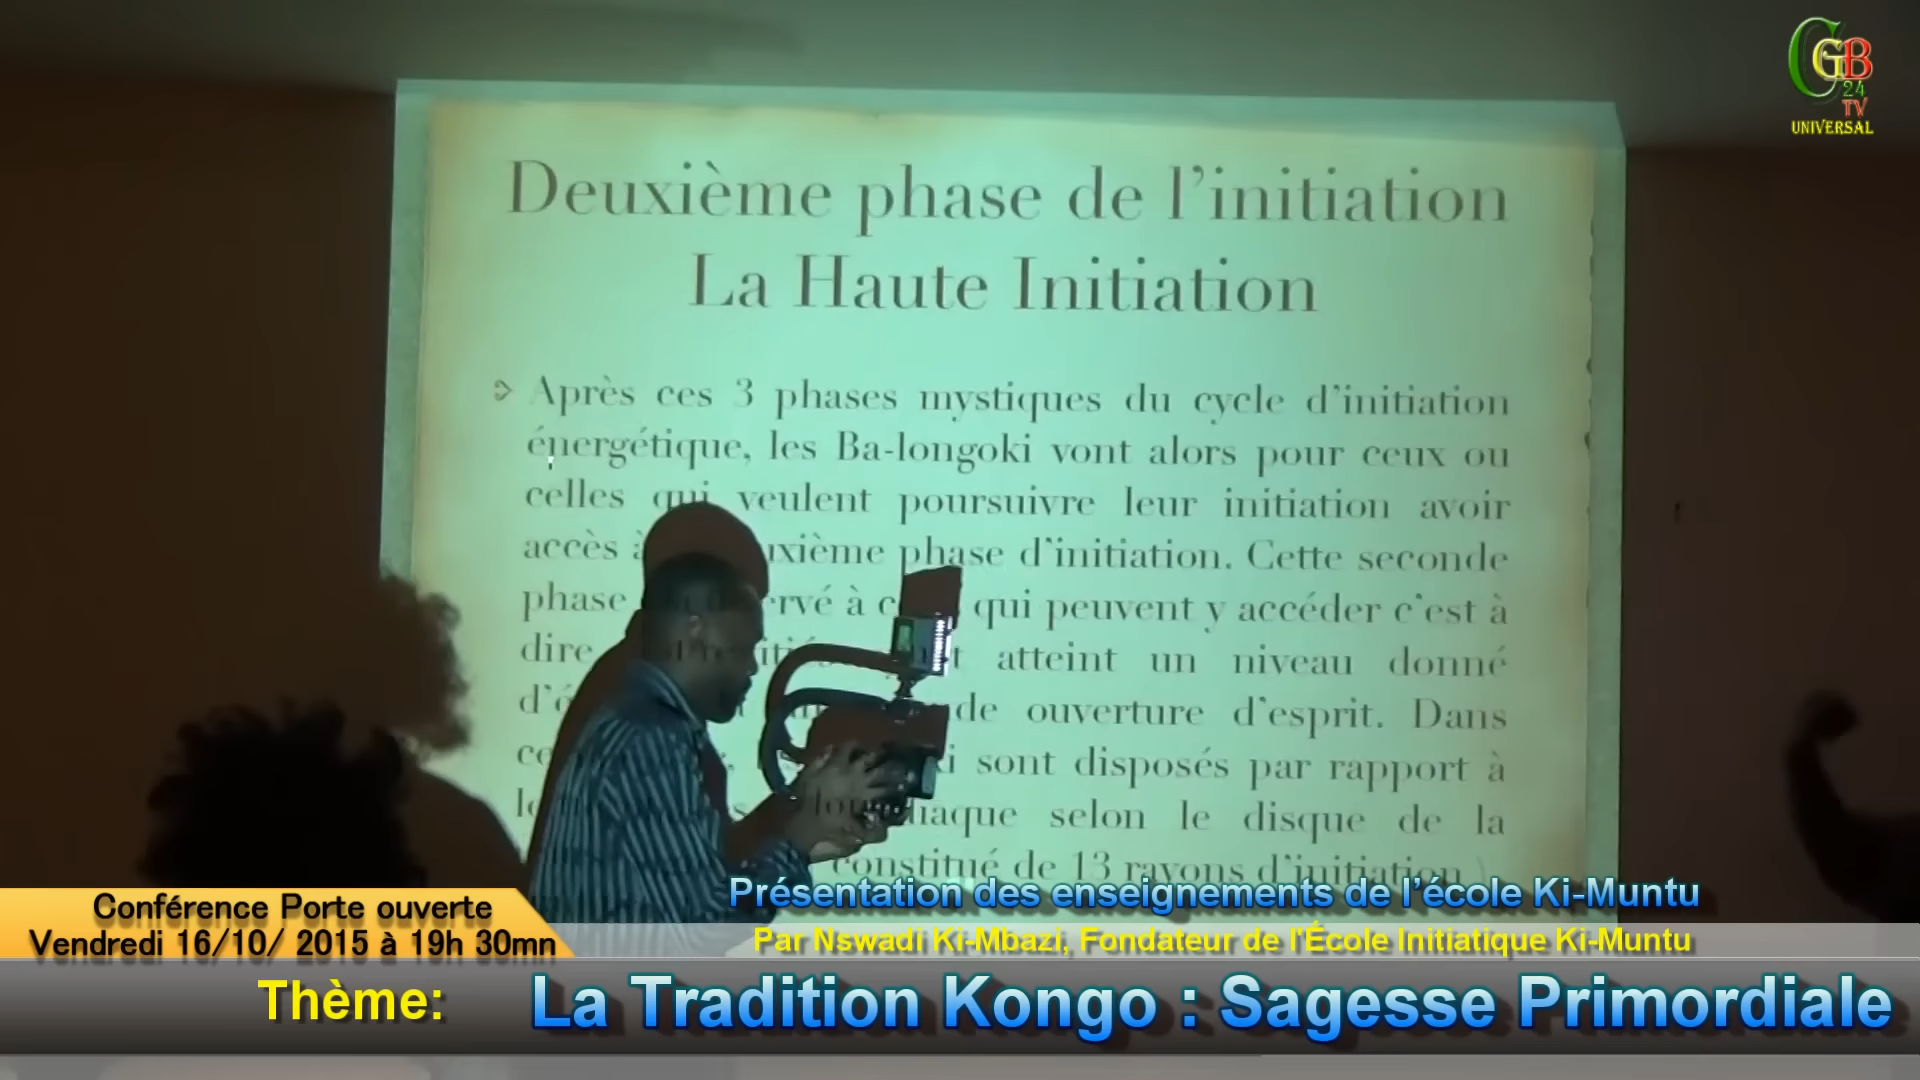 CGB
24
TV
UNIVERSAL
Deuxième phase de l'initiation
La Haute Initiation
Après ces 3 phases mystiques du cycle d'initiation
énergétique, les Ba-longoki vont alors pour ceux ou
celles qui veulent poursuivre leur initiation avoir
accès phase d'initiation. Cette seconde
phase à qui peuvent y accéder c'est à
dire atteint un niveau donné
de ouverture d'esprit. Dans
sont disposés par rapport à
selon le disque de la
constitué de 13 rayons d'initiation
Présentation des enseignements de l'école Ki-Muntu
Par Nswadi Ki-Mbazi, Fondateur de l'École Initiatique Ki-Muntu
Conférence Porte ouverte
Vendredi 16/10/ 2015 à 19h 30mn
Thème: La Tradition Kongo : Sagesse Primordiale